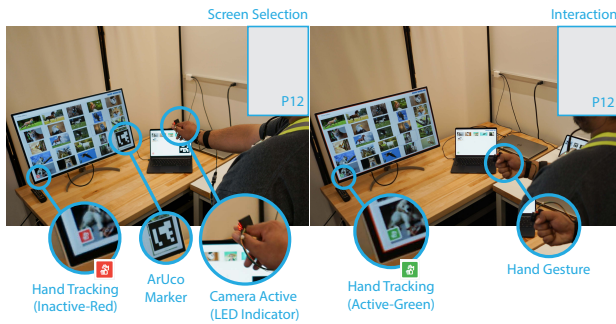 Screen Selection
Interaction
P12
P12
Hand Tracking
(Inactive-Red)
ArUco
Marker
Camera Active
(LED Indicator)
Hand Tracking
(Active-Green)
Hand Gesture